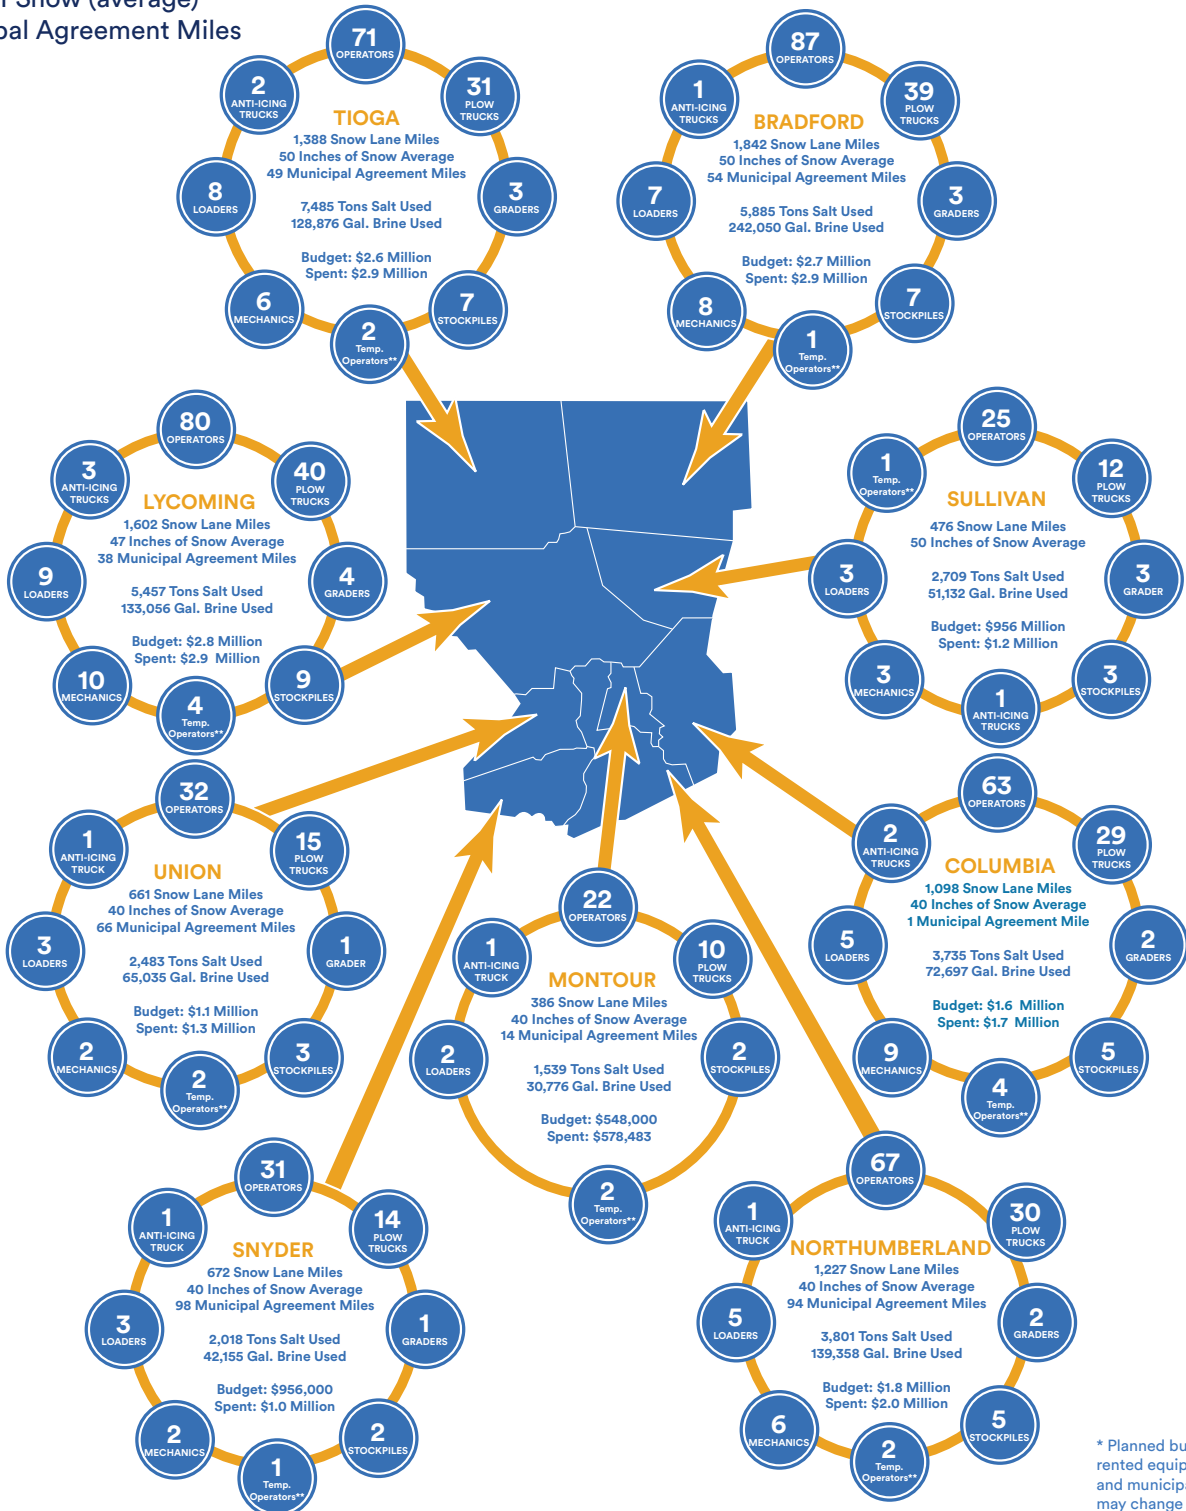 Snow (average)
pal Agreement Miles
71
OPERATORS
2
ANTI-ICING
TRUCKS
31
PLOW
TRUCKS
TIOGA
1,388 Snow Lane Miles
50 Inches of Snow Average
49 Municipal Agreement Miles
8
LOADERS
3
GRADERS
7,485 Tons Salt Used
128,876 Gal. Brine Used
Budget: $2.6 Million
Spent: $2.9 Million
6
MECHANICS
7
STOCKPILES
2
Temp.
Operators**
87
OPERATORS
1
ANTI-ICING
TRUCKS
39
PLOW
TRUCKS
BRADFORD
1,842 Snow Lane Miles
50 Inches of Snow Average
54 Municipal Agreement Miles
7
LOADERS
3
GRADERS
5,885 Tons Salt Used
242,050 Gal. Brine Used
Budget: $2.7 Million
Spent: $2.9 Million
8
MECHANICS
7
STOCKPILES
1
Temp.
Operators**
80
OPERATORS
3
ANTI-ICING
TRUCKS
40
PLOW
TRUCKS
LYCOMING
1,602 Snow Lane Miles
47 Inches of Snow Average
38 Municipal Agreement Miles
9
LOADERS
4
GRADERS
5,457 Tons Salt Used
133,056 Gal. Brine Used
Budget: $2.8 Million
Spent: $2.9 Million
10
MECHANICS
9
STOCKPILES
4
Temp.
Operators**
25
OPERATORS
1
Temp.
Operators**
12
PLOW
TRUCKS
SULLIVAN
476 Snow Lane Miles
50 Inches of Snow Average
3
LOADERS
3
GRADER
2,709 Tons Salt Used
51,132 Gal. Brine Used
Budget: $956 Million
Spent: $1.2 Million
3
MECHANICS
3
STOCKPILES
1
ANTI-ICING
TRUCKS
32
OPERATORS
1
ANTI-ICING
TRUCK
15
PLOW
TRUCKS
UNION
661 Snow Lane Miles
40 Inches of Snow Average
66 Municipal Agreement Miles
3
LOADERS
1
GRADER
2,483 Tons Salt Used
65,035 Gal. Brine Used
Budget: $1.1 Million
Spent: $1.3 Million
2
MECHANICS
3
STOCKPILES
2
Temp.
Operators**
63
OPERATORS
2
ANTI-ICING
TRUCKS
29
PLOW
TRUCKS
COLUMBIA
1,098 Snow Lane Miles
40 Inches of Snow Average
1 Municipal Agreement Mile
5
LOADERS
2
GRADERS
3,735 Tons Salt Used
72,697 Gal. Brine Used
Budget: $1.6 Million
Spent: $1.7 Million
9
MECHANICS
5
STOCKPILES
4
Temp.
Operators**
22
OPERATORS
1
ANTI-ICING
TRUCK
10
PLOW
TRUCKS
MONTOUR
386 Snow Lane Miles
40 Inches of Snow Average
14 Municipal Agreement Miles
2
LOADERS
2
STOCKPILES
1,539 Tons Salt Used
30,776 Gal. Brine Used
Budget: $548,000
Spent: $578,483
2
Temp.
Operators**
31
OPERATORS
1
ANTI-ICING
TRUCK
14
PLOW
TRUCKS
SNYDER
672 Snow Lane Miles
40 Inches of Snow Average
98 Municipal Agreement Miles
3
LOADERS
1
GRADERS
2,018 Tons Salt Used
42,155 Gal. Brine Used
Budget: $956,000
Spent: $1.0 Million
2
MECHANICS
2
STOCKPILES
1
Temp.
Operators**
67
OPERATORS
1
ANTI-ICING
TRUCK
30
PLOW
TRUCKS
NORTHUMBERLAND
1,227 Snow Lane Miles
40 Inches of Snow Average
94 Municipal Agreement Miles
5
LOADERS
2
GRADERS
3,801 Tons Salt Used
139,358 Gal. Brine Used
Budget: $1.8 Million
Spent: $2.0 Million
6
MECHANICS
5
STOCKPILES
2
Temp.
Operators**
* Planned bu
rented equip
and municipa
may change